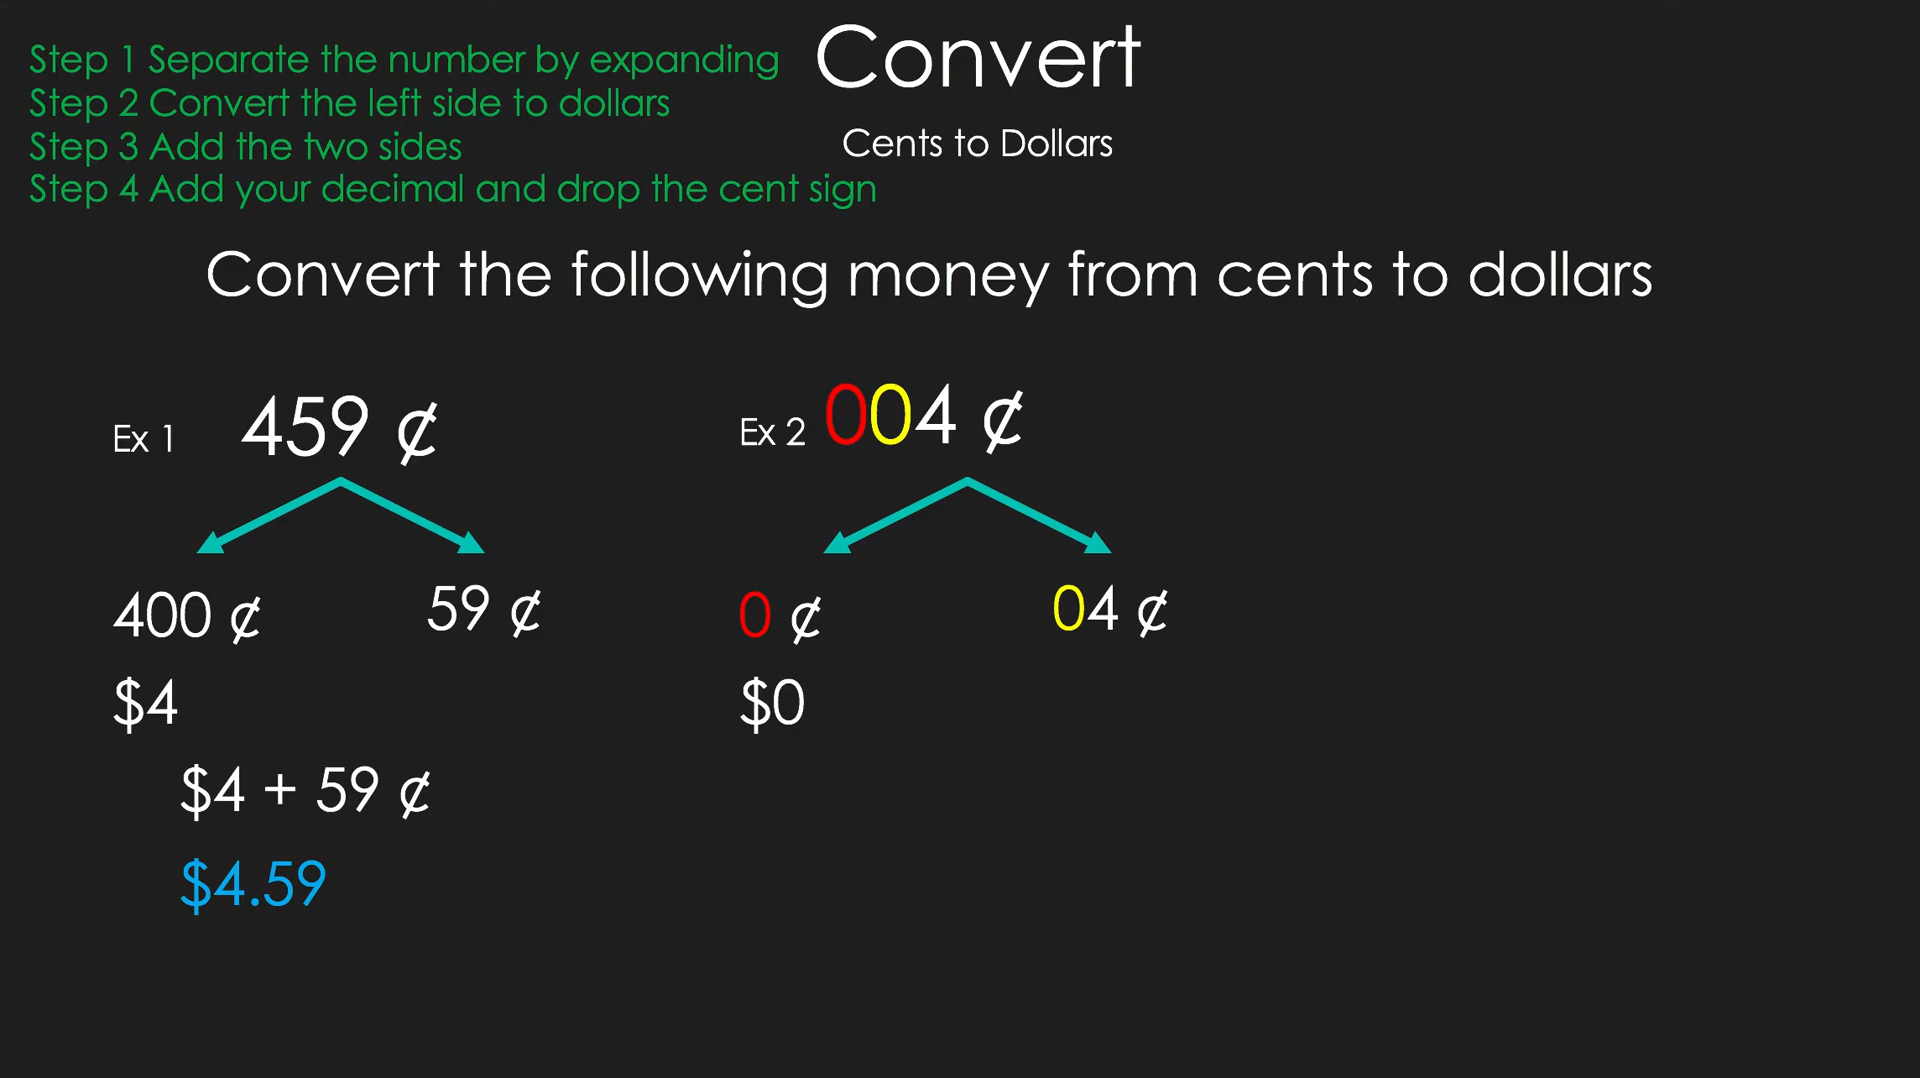 Convert
Cents to Dollars
Step 1 Separate the number by expanding
Step 2 Convert the left side to dollars
Step 3 Add the two sides
Step 4 Add your decimal and drop the cent sign
Convert the following money from cents to dollars
Ex 1 459 ¢
400 ¢ 59 ¢
$4
$4 + 59 ¢
$4.59
Ex 2 004 ¢
0 ¢ 04 ¢
$0